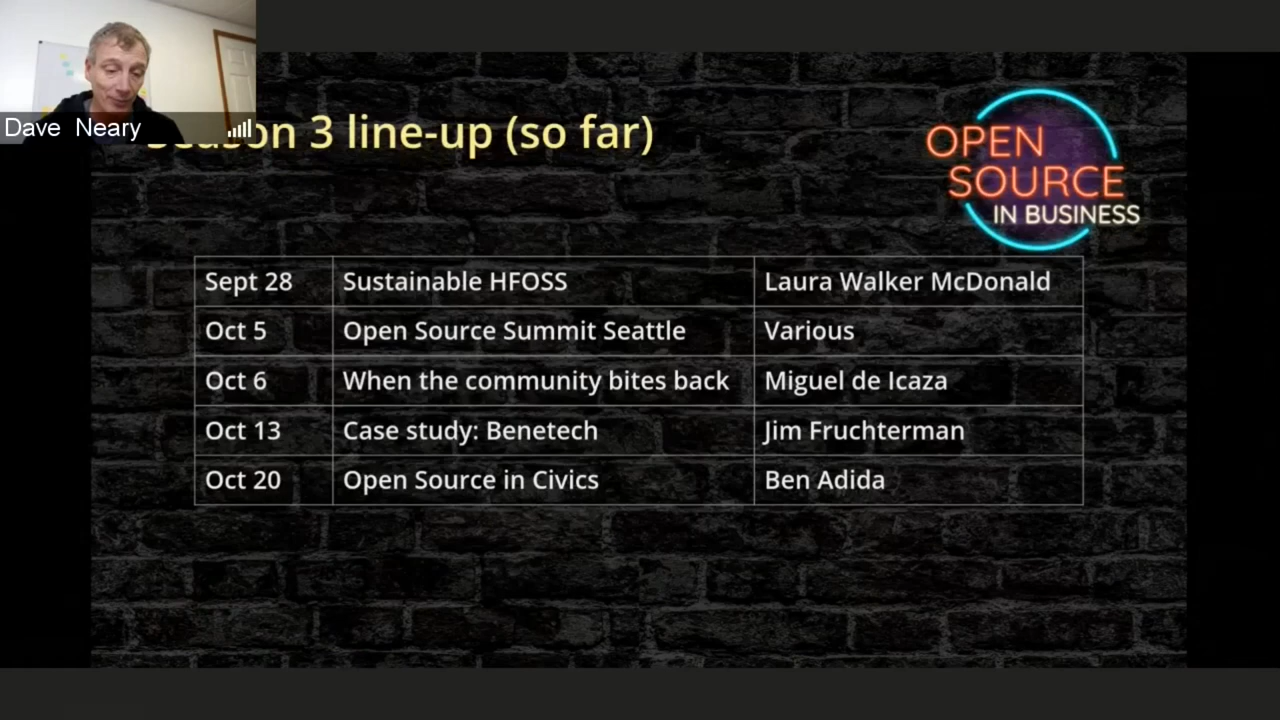 Dave Neary
Season 3 line-up (so far)
OPEN
SOURCE
IN BUSINESS
Sept 28 Sustainable HFOSS Laura Walker McDonald
Oct 5 Open Source Summit Seattle Various
Oct 6 When the community bites back Miguel de Icaza
Oct 13 Case study: Benetech Jim Fruchterman
Oct 20 Open Source in Civics Ben Adida